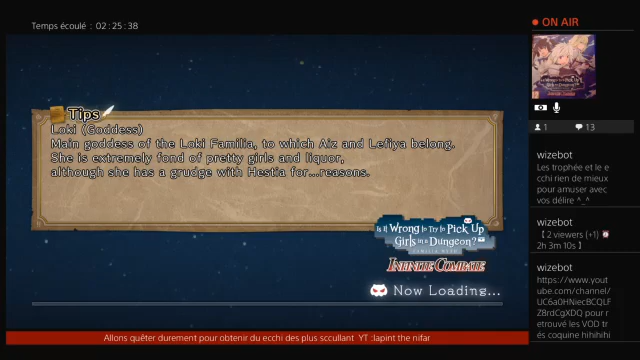 Temps écoulé : 02:25:38
ON AIR
Tips
Loki (Goddess)
Main goddess of the Loki Familia, to which Aiz and Lefiya belong.
She is extremely fond of pretty girls and liquor,
although she has a grudge with Hestia for...reasons.
Is it Wrong to Try to Pick Up
Girls in a Dungeon?
FAMILIA MYTH
INFINITE COMBATE
Now Loading...
Allons quêter durement pour obtenir du ecchi des plus scculant  YT :lapint the nifar
1
13
wizebot
Les trophée et le e
cchi rien de mieux
pour amuser avec
vos délire ^_^
wizebot
【 2 viewers (+1) ⏰
2h 3m 10s 】
wizebot
https://www.yout
ube.com/channel/
UC6a0HNiecBCQLF
Z8rdCgXDQ pour r
etrouvé les VOD tr
és coquine hihihihi